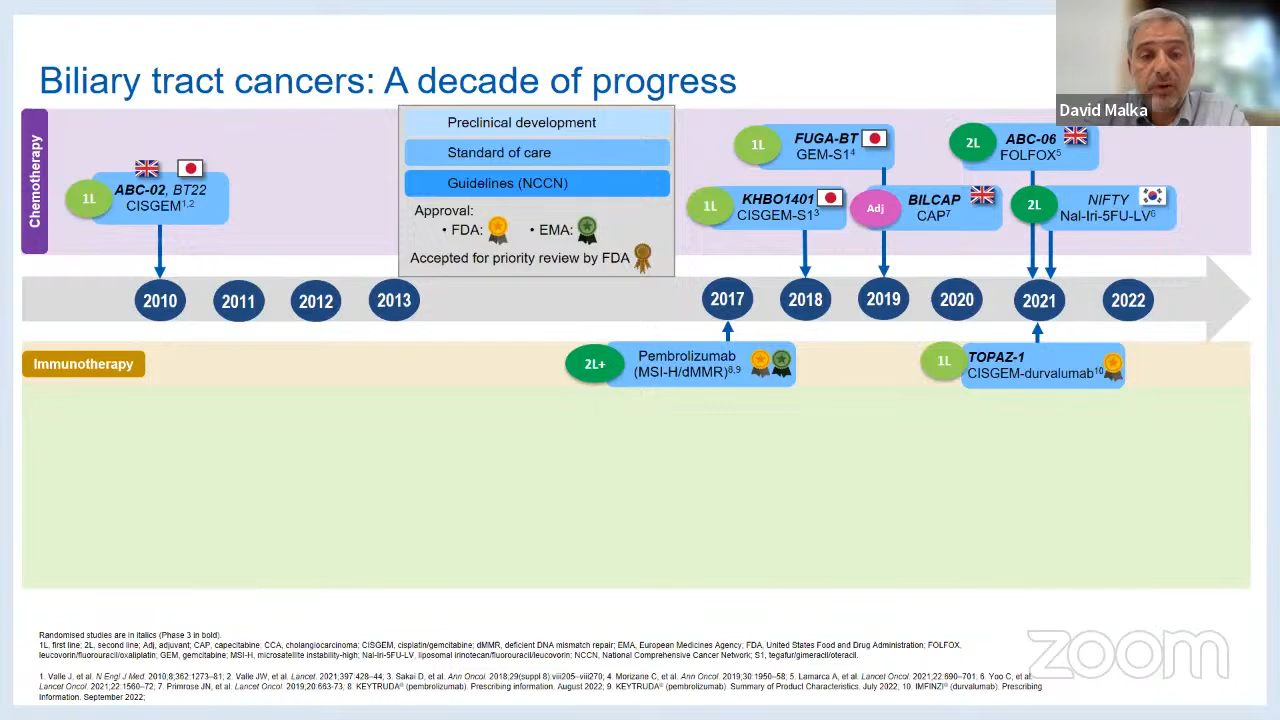 Biliary tract cancers: A decade of progress
David Malka
Chemotherapy
1L
ABC-02, BT22
CISGEM1,2
Preclinical development
Standard of care
Guidelines (NCCN)
Approval:
• FDA:
• EMA:
Accepted for priority review by FDA
1L
FUGA-BT
GEM-S14
1L
KHBO1401
CISGEM-S13
Adj
BILCAP
CAP7
2L
ABC-06
FOLFOX5
2L
NIFTY
Nal-Iri-5FU-LV6
2010
2011
2012
2013
2017
2018
2019
2020
2021
2022
Immunotherapy
2L+
Pembrolizumab
(MSI-H/dMMR)8,9
1L
TOPAZ-1
CISGEM-durvalumab10
Randomised studies are in italics (Phase 3 in bold).
1L, first line; 2L, second line; Adj, adjuvant; CAP, capecitabine; CCA, cholangiocarcinoma; CISGEM, cisplatin/gemcitabine; dMMR, deficient DNA mismatch repair; EMA, European Medicines Agency; FDA, United States Food and Drug Administration; FOLFOX,
leucovorin/fluorouracil/oxaliplatin; GEM, gemcitabine; MSI-H, microsatellite instability-high; Nal-Iri-5FU-LV, liposomal irinotecan/fluorouracil/leucovorin; NCCN, National Comprehensive Cancer Network; S1, tegafur/gimeracil/oteracil.
1. Valle J, et al. N Engl J Med. 2010;8;362:1273–81; 2. Valle JW, et al. Lancet. 2021;397:428–44; 3. Sakai D, et al. Ann Oncol. 2018;29(suppl 8):viii205–viii270; 4. Morizane C, et al. Ann Oncol. 2019;30:1950–58; 5. Lamarca A, et al. Lancet Oncol. 2021;22:690–701; 6. Yoo C, et al.
Lancet Oncol. 2021;22:1560–72; 7. Primrose JN, et al. Lancet Oncol. 2019;20:663-73; 8. KEYTRUDA® (pembrolizumab). Prescribing information. August 2022; 9. KEYTRUDA® (pembrolizumab). Summary of Product Characteristics. July 2022; 10. IMFINZI® (durvalumab). Prescribing
Information. September 2022;
zoom